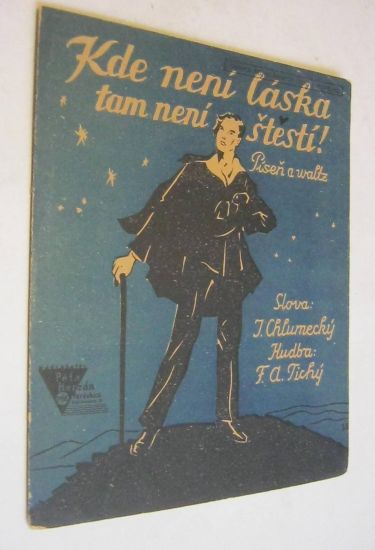 Kde není láska
tam není štěstí!
Píseň a waltz
Slova:
J. Chlumecký
Hudba:
F. A. Tichý